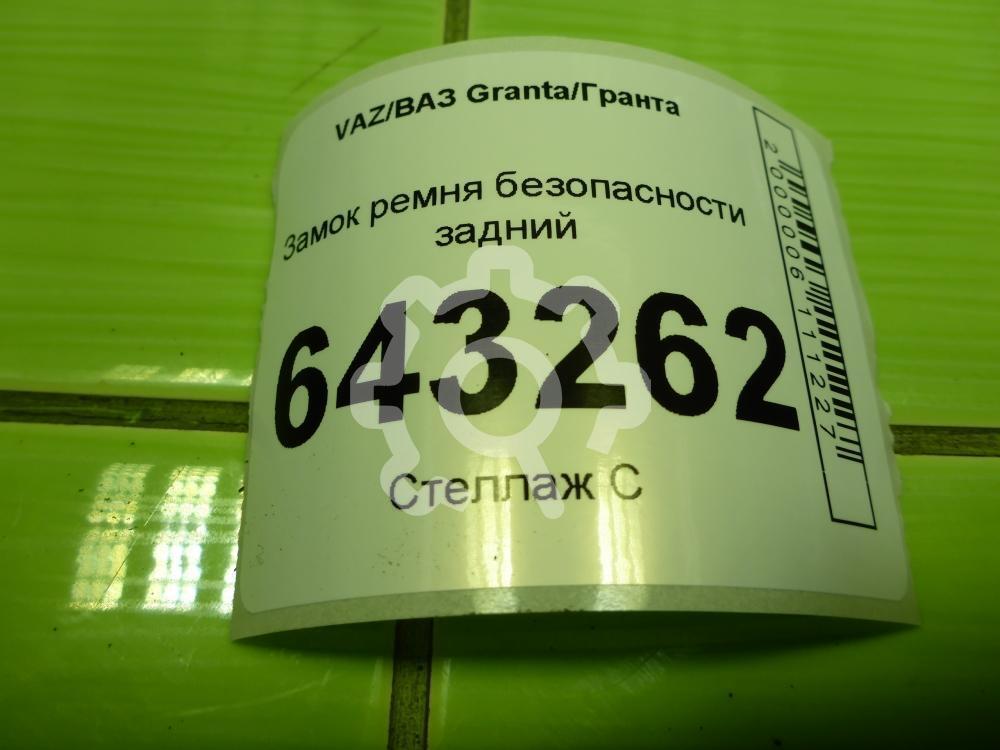 VAZ/ВАЗ Granta/Гранта
Замок ремня безопасности
задний
643262
Стеллаж С
2000006111227